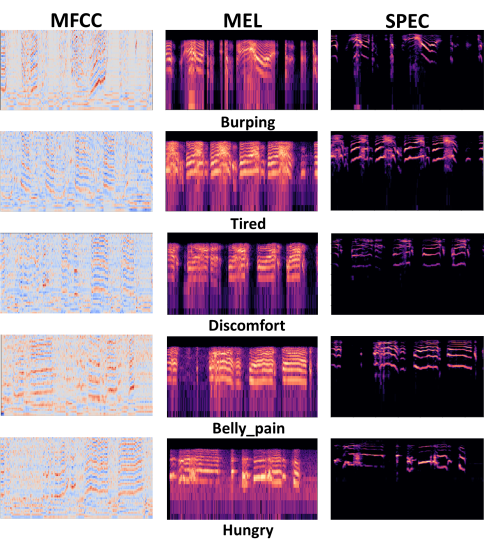 MFCC MEL SPEC
Burping
Tired
Discomfort
Belly_pain
Hungry